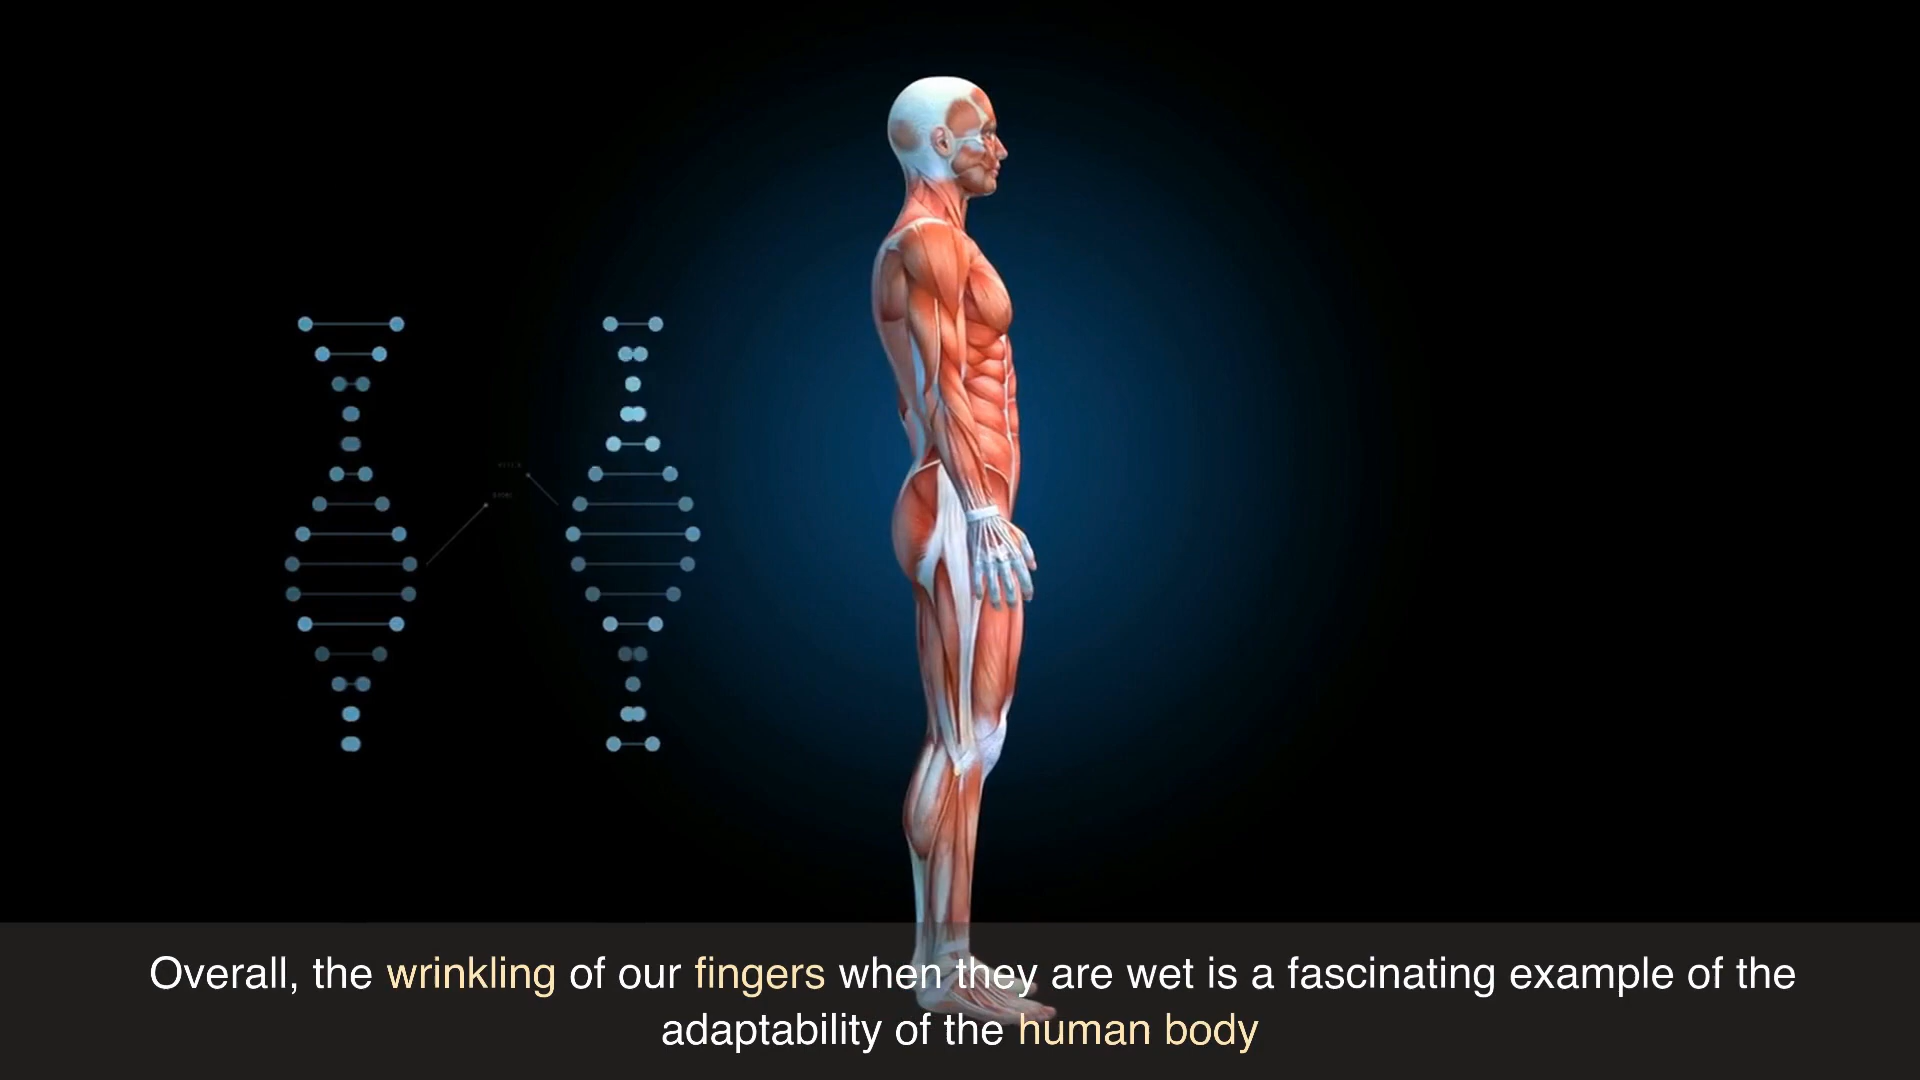 Overall, the wrinkling of our fingers when they are wet is a fascinating example of the
adaptability of the human body